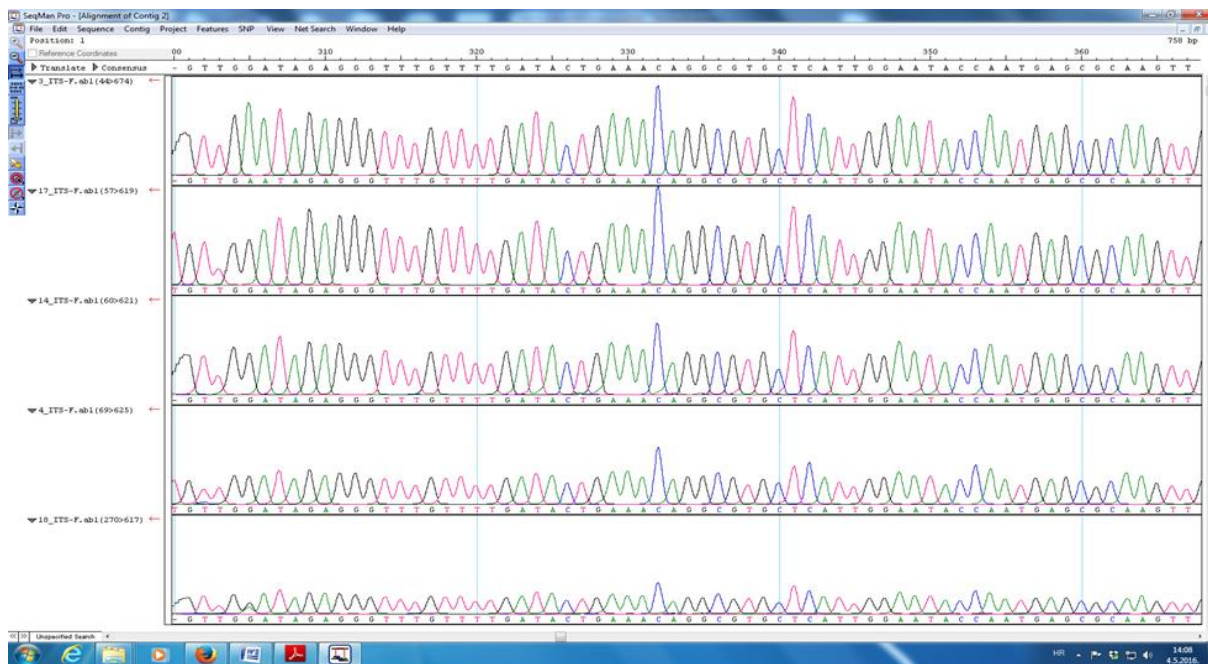 SeqMan Pro - [Alignment of Contig 2]
File Edit Sequence Contig Project Features SNP View Net Search Window Help
Position: 1 758 bp
Reference Coordinates 00 310 320 330 340 350 360
Translate Consensus - G T T G G A T A G A G G G T T T G T T T T G A T A C T G A A A C A G G C G T G C T C A T T G G A A T A C C A A T G A G C G C A A G T T
3_ITS-F.ab1(44>674) ←
- G T T G A A T A G A G G G T T T G T T T T G A T A C T G A A A C A G G C G T G C T C A T T G G A A T A C C A A T G A G C G C A A G T T
17_ITS-F.ab1(57>619) ←
T G T T G G A T A G A G G G T T T G T T T T G A T A C T G A A A C A G G C G T G C T C A T T G G A A T A C C A A T G A G C G C A A G T T
14_ITS-F.ab1(60>621) ←
- G T T G G A T A G A G G G T T T G T T T T G A T A C T G A A A C A G G C G T G C T C A T T G G A A T A C C A A T G A G C G C A A G T T
4_ITS-F.ab1(69>625) ←
T G T T G G A T A G A G G G T T T G T T T T G A T A C T G A A A C A G G C G T G C T C A T T G G A A T A C C A A T G A G C G C A A G T T
18_ITS-F.ab1(270>617) ←
- G T T G G A T A G A G G G T T T G T T T T G A T A C T G A A A C A G G C G T G C T C A T T G G A A T A C C A A T G A G C G C A A G T T
Unspecified Search
HR 14:08
4.5.2016.